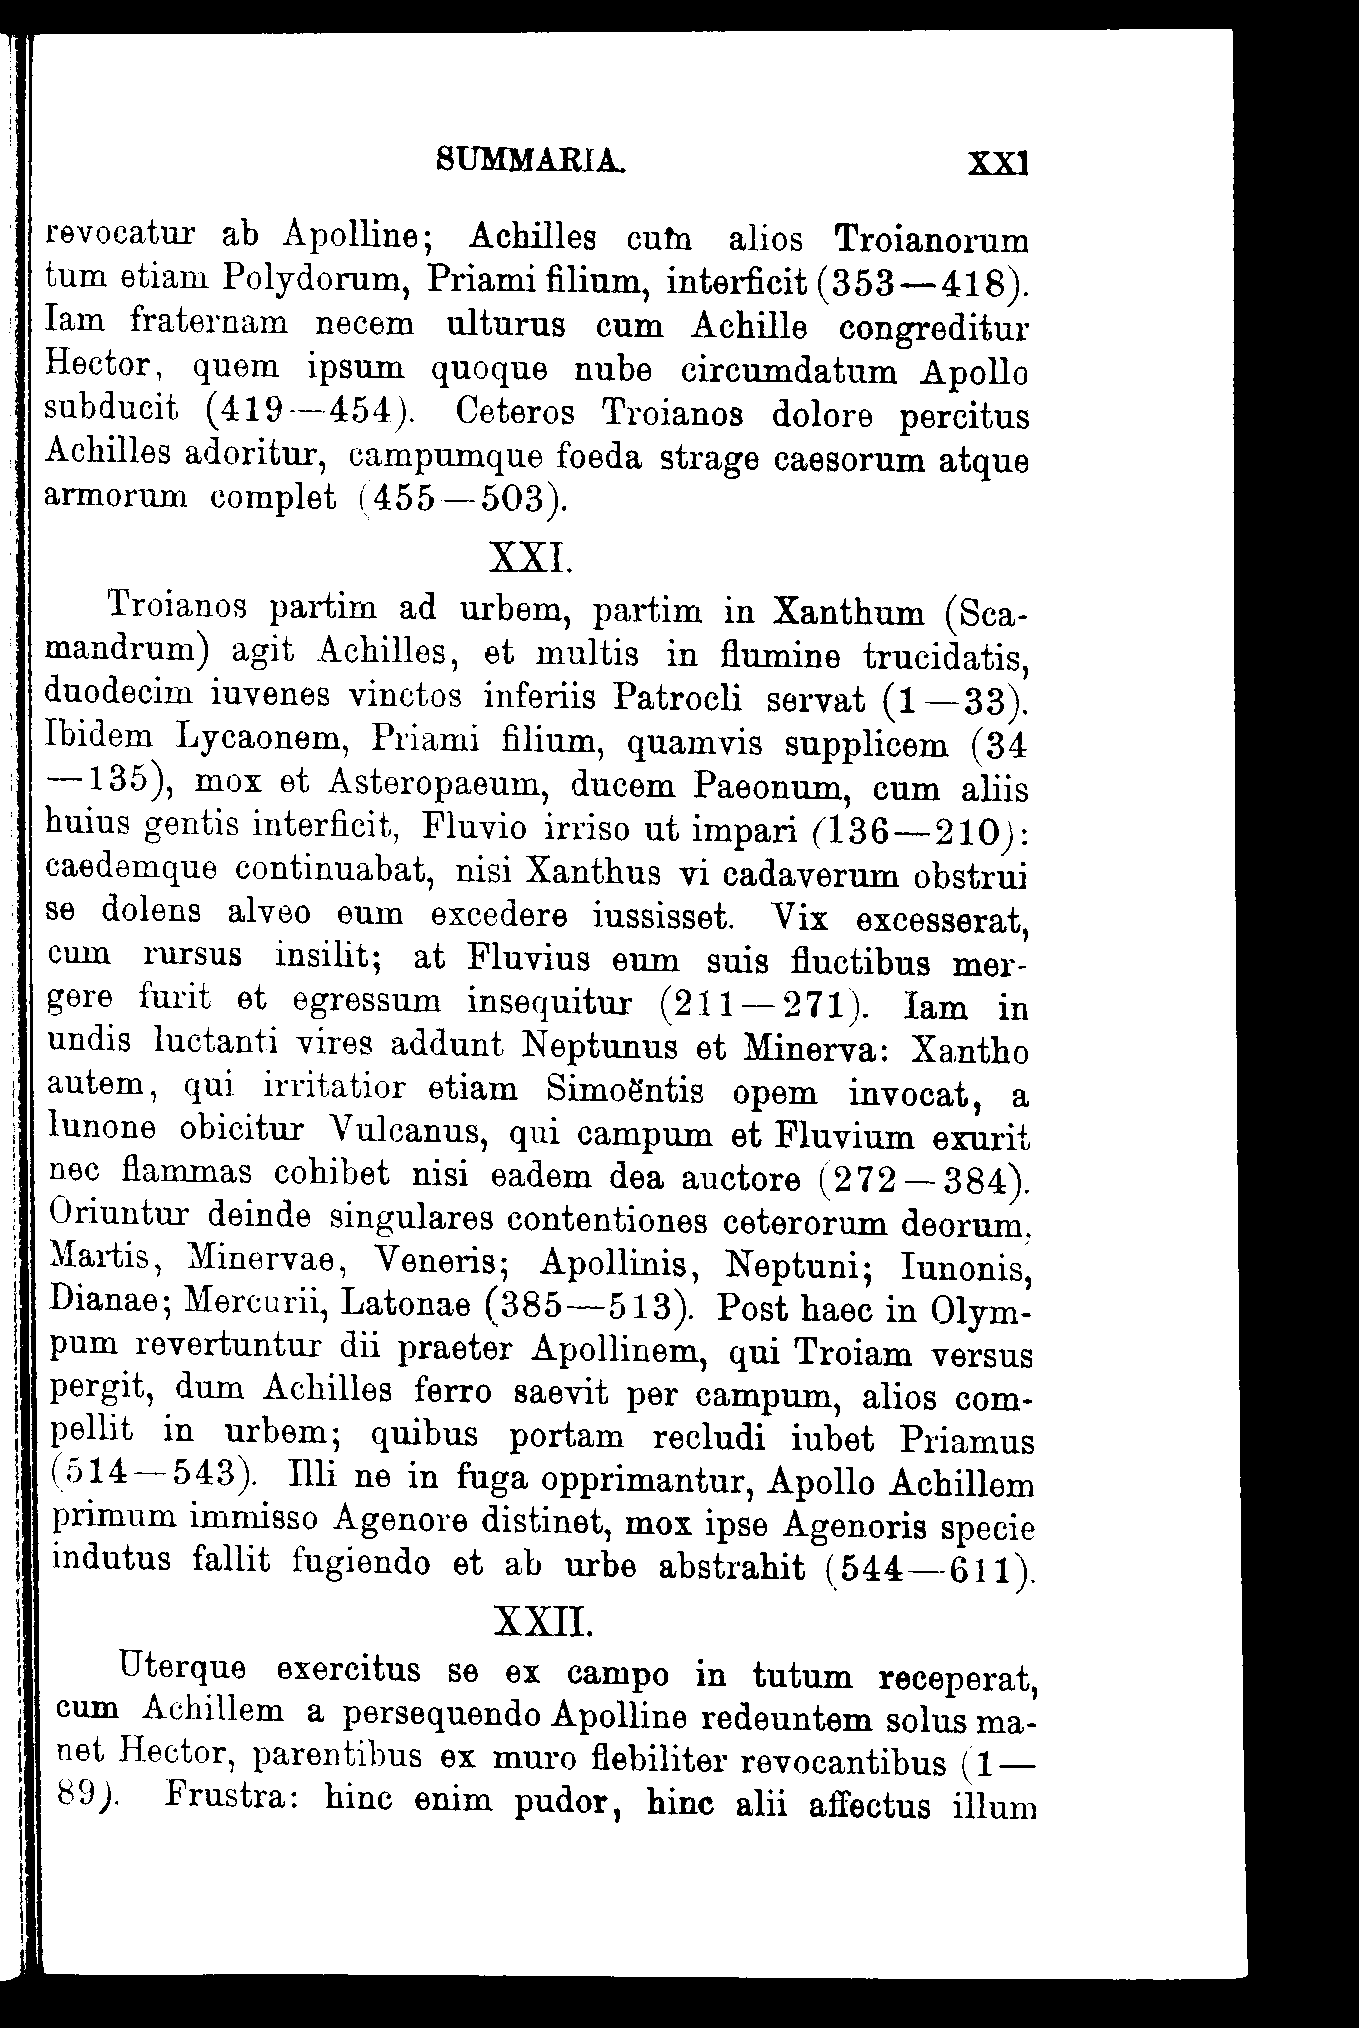 SUMMARIA. XXI
revocatur ab Apolline; Achilles cum alios Troianorum
tum etiam Polydorum, Priami filium, interficit (353—418).
Iam fraternam necem ulturus cum Achille congreditur
Hector, quem ipsum quoque nube circumdatum Apollo
subducit (419—454). Ceteros Troianos dolore percitus
Achilles adoritur, campumque foeda strage caesorum atque
armorum complet (455—503).
XXI.
Troianos partim ad urbem, partim in Xanthum (Sca-
mandrum) agit Achilles, et multis in flumine trucidatis,
duodecim iuvenes vinctos inferiis Patrocli servat (1—33).
Ibidem Lycaonem, Priami filium, quamvis supplicem (34
—135), mox et Asteropaeum, ducem Paeonum, cum aliis
huius gentis interficit, Fluvio irriso ut impari (136—210):
caedemque continuabat, nisi Xanthus vi cadaverum obstrui
se dolens alveo eum excedere iussisset. Vix excesserat,
cum rursus insilit; at Fluvius eum suis fluctibus mer-
gere furit et egressum insequitur (211—271). Iam in
undis luctanti vires addunt Neptunus et Minerva: Xantho
autem, qui irritatior etiam Simoëntis opem invocat, a
Iunone obicitur Vulcanus, qui campum et Fluvium exurit
nec flammas cohibet nisi eadem dea auctore (272—384).
Oriuntur deinde singulares contentiones ceterorum deorum,
Martis, Minervae, Veneris; Apollinis, Neptuni; Iunonis,
Dianae; Mercurii, Latonae (385—513). Post haec in Olym-
pum revertuntur dii praeter Apollinem, qui Troiam versus
pergit, dum Achilles ferro saevit per campum, alios com-
pellit in urbem; quibus portam recludi iubet Priamus
(514—543). Illi ne in fuga opprimantur, Apollo Achillem
primum immisso Agenore distinet, mox ipse Agenoris specie
indutus fallit fugiendo et ab urbe abstrahit (544—611).
XXII.
Uterque exercitus se ex campo in tutum receperat,
cum Achillem a persequendo Apolline redeuntem solus ma-
net Hector, parentibus ex muro flebiliter revocantibus (1—
89). Frustra: hinc enim pudor, hinc alii affectus illum